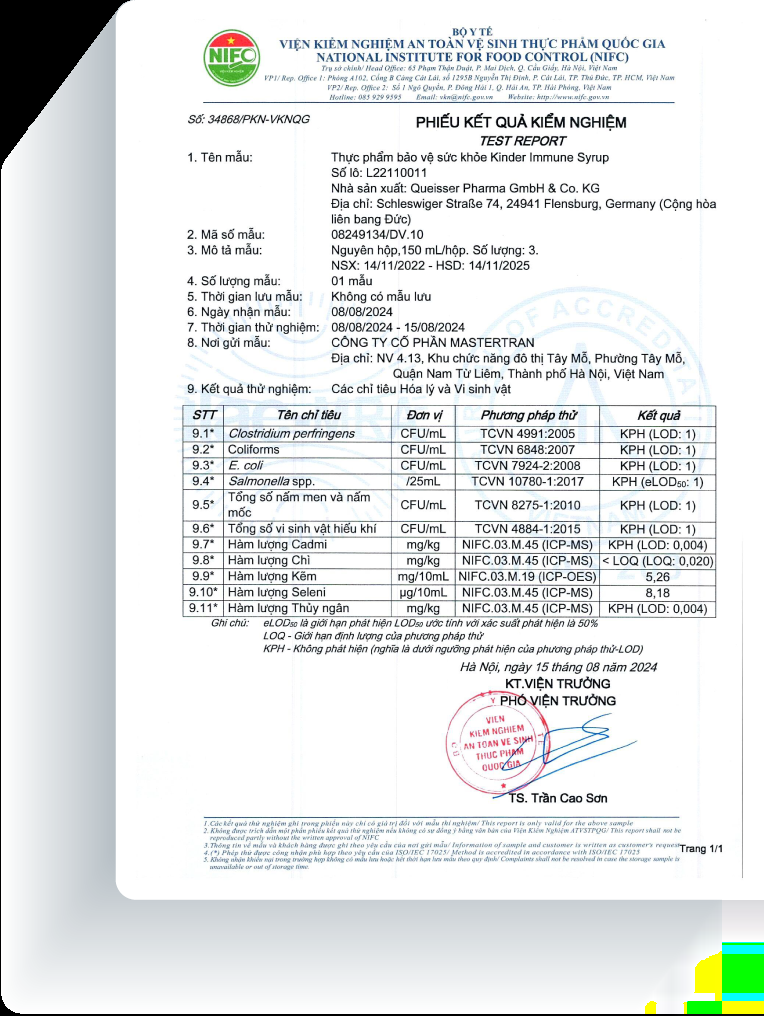 NIFC
BỘ Y TẾ
VIỆN KIỂM NGHIỆM AN TOÀN VỆ SINH THỰC PHẨM QUỐC GIA
NATIONAL INSTITUTE FOR FOOD CONTROL (NIFC)
Trụ sở chính/ Head Office: 65 Phạm Thận Duật, P. Mai Dịch, Q. Cầu Giấy, Hà Nội, Việt Nam
VP1/ Rep. Office 1: Phòng A102, Cổng B Cảng Cát Lái, số 1295B Nguyễn Thị Định, P. Cát Lái, TP. Thủ Đức, TP. HCM, Việt Nam
VP2/ Rep. Office 2: Số 1 Ngô Quyền, P. Đông Hải 1, Q. Hải An, TP. Hải Phòng, Việt Nam
Hotline: 085 929 9595 Email: vkn@nifc.gov.vn Website: http://www.nifc.gov.vn
Số: 34868/PKN-VKNQG
PHIẾU KẾT QUẢ KIỂM NGHIỆM
TEST REPORT
1. Tên mẫu: Thực phẩm bảo vệ sức khỏe Kinder Immune Syrup
Số lô: L22110011
Nhà sản xuất: Queisser Pharma GmbH & Co. KG
Địa chỉ: Schleswiger Straße 74, 24941 Flensburg, Germany (Cộng hòa
liên bang Đức)
2. Mã số mẫu: 08249134/DV.10
3. Mô tả mẫu: Nguyên hộp,150 mL/hộp. Số lượng: 3.
NSX: 14/11/2022 - HSD: 14/11/2025
4. Số lượng mẫu: 01 mẫu
5. Thời gian lưu mẫu: Không có mẫu lưu
6. Ngày nhận mẫu: 08/08/2024
7. Thời gian thử nghiệm: 08/08/2024 - 15/08/2024
8. Nơi gửi mẫu: CÔNG TY CỔ PHẦN MASTERTRAN
Địa chỉ: NV 4.13, Khu chức năng đô thị Tây Mỗ, Phường Tây Mỗ,
Quận Nam Từ Liêm, Thành phố Hà Nội, Việt Nam
9. Kết quả thử nghiệm: Các chỉ tiêu Hóa lý và Vi sinh vật
STT Tên chỉ tiêu Đơn vị Phương pháp thử Kết quả
9.1* Clostridium perfringens CFU/mL TCVN 4991:2005 KPH (LOD: 1)
9.2* Coliforms CFU/mL TCVN 6848:2007 KPH (LOD: 1)
9.3* E. coli CFU/mL TCVN 7924-2:2008 KPH (LOD: 1)
9.4* Salmonella spp. /25mL TCVN 10780-1:2017 KPH (eLOD50: 1)
9.5* Tổng số nấm men và nấm mốc CFU/mL TCVN 8275-1:2010 KPH (LOD: 1)
9.6* Tổng số vi sinh vật hiếu khí CFU/mL TCVN 4884-1:2015 KPH (LOD: 1)
9.7* Hàm lượng Cadmi mg/kg NIFC.03.M.45 (ICP-MS) KPH (LOD: 0,004)
9.8* Hàm lượng Chì mg/kg NIFC.03.M.45 (ICP-MS) < LOQ (LOQ: 0,020)
9.9* Hàm lượng Kẽm mg/10mL NIFC.03.M.19 (ICP-OES) 5,26
9.10* Hàm lượng Seleni µg/10mL NIFC.03.M.45 (ICP-MS) 8,18
9.11* Hàm lượng Thủy ngân mg/kg NIFC.03.M.45 (ICP-MS) KPH (LOD: 0,004)
Ghi chú: eLOD50 là giới hạn phát hiện LOD50 ước tính với xác suất phát hiện là 50%
LOQ - Giới hạn định lượng của phương pháp thử
KPH - Không phát hiện (nghĩa là dưới ngưỡng phát hiện của phương pháp thử-LOD)
Hà Nội, ngày 15 tháng 08 năm 2024
KT.VIỆN TRƯỞNG
PHÓ VIỆN TRƯỞNG
VIỆN
KIỂM NGHIỆM
AN TOÀN VỆ SINH
THỰC PHẨM
QUỐC GIA
TS. Trần Cao Sơn
1.Các kết quả thử nghiệm ghi trong phiếu này chỉ có giá trị đối với mẫu thử nghiệm/ This report is only valid for the above sample
2. Không được trích dẫn một phần phiếu kết quả thử nghiệm nếu không có sự đồng ý bằng văn bản của Viện Kiểm Nghiệm ATVSTPQG/ This report shall not be
reproduced partly without the written approval of NIFC
3.Thông tin về mẫu và khách hàng được ghi theo yêu cầu của nơi gửi mẫu/ Information of sample and customer is written as customer's request
4.(*) Phép thử được công nhận phù hợp theo yêu cầu của ISO/IEC 17025/ Method is accredited in accordance with ISO/IEC 17025
5. Không nhận khiếu nại trong trường hợp không có mẫu lưu hoặc hết thời hạn lưu mẫu theo quy định/ Complaints shall not be resolved in case the storage sample is
unavailable or out of storage time.
Trang 1/1